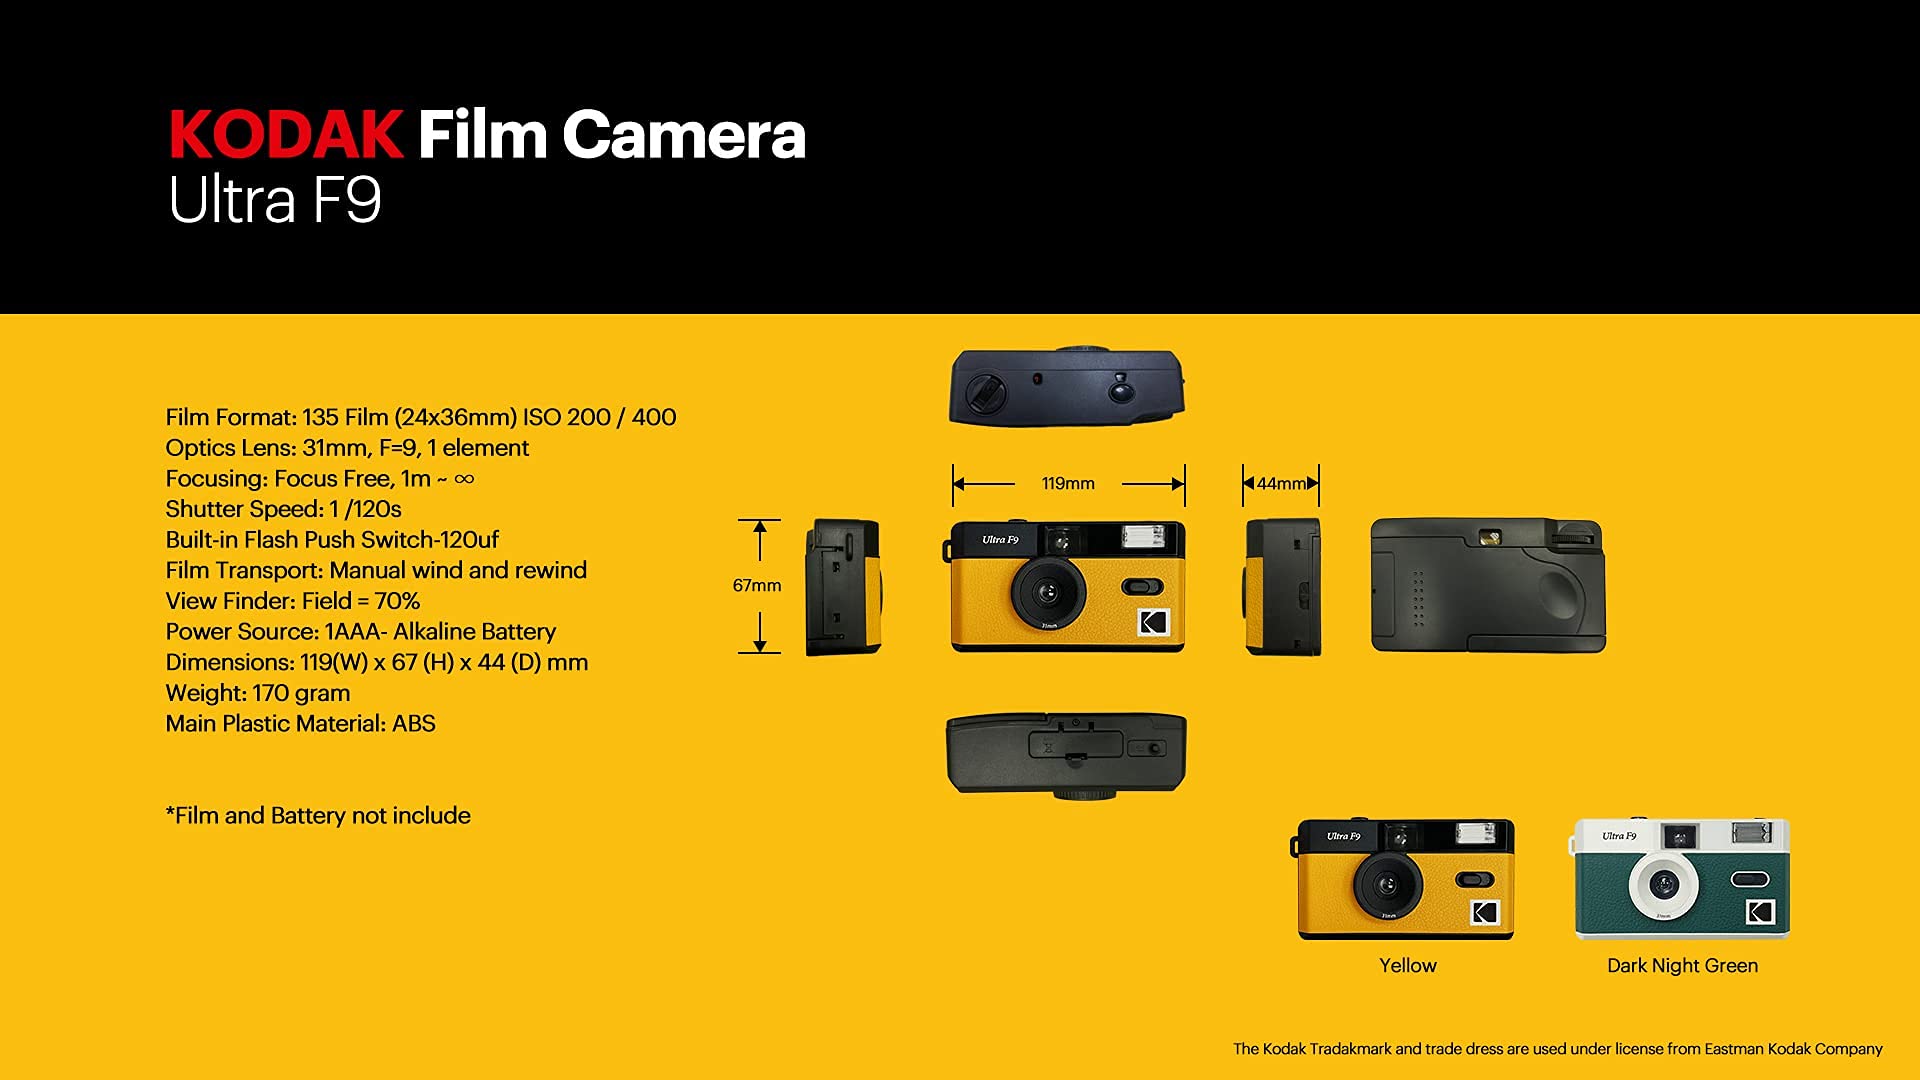 KODAK Film Camera
Ultra F9
Film Format: 135 Film (24x36mm) ISO 200 / 400
Optics Lens: 31mm, F=9, 1 element
Focusing: Focus Free, 1m ~ ∞
Shutter Speed: 1 /120s
Built-in Flash Push Switch-120uf
Film Transport: Manual wind and rewind
View Finder: Field = 70%
Power Source: 1AAA- Alkaline Battery
Dimensions: 119(W) x 67 (H) x 44 (D) mm
Weight: 170 gram
Main Plastic Material: ABS
*Film and Battery not include
119mm
44mm
67mm
Ultra F9
31mm
Ultra F9
31mm
Yellow
Ultra F9
31mm
Dark Night Green
The Kodak Tradakmark and trade dress are used under license from Eastman Kodak Company